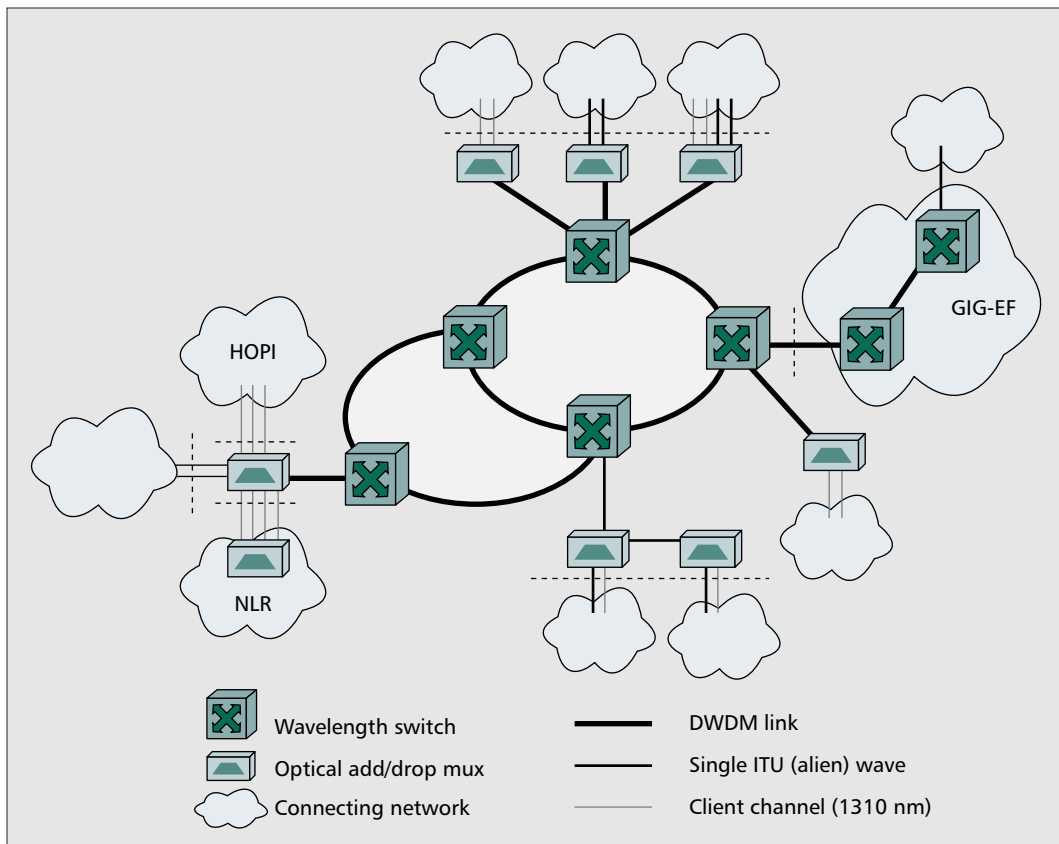 GIG-EF
HOPI
NLR
Wavelength switch
Optical add/drop mux
Connecting network
DWDM link
Single ITU (alien) wave
Client channel (1310 nm)